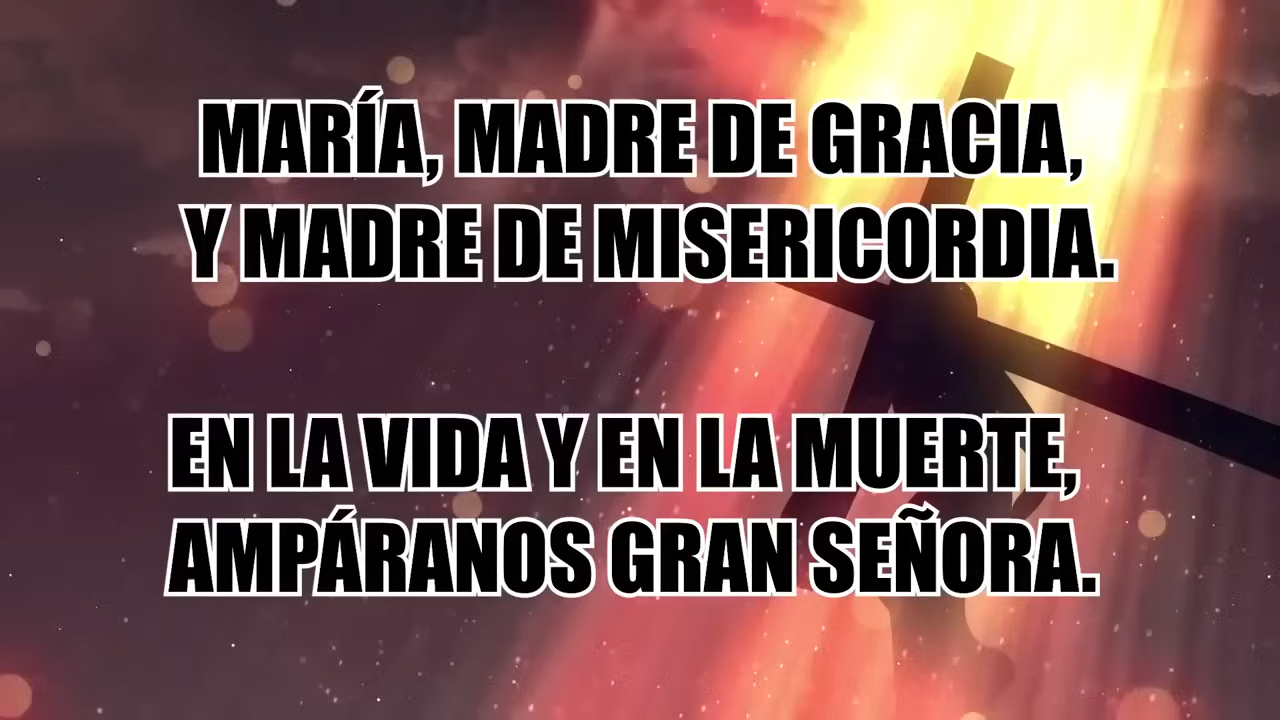 MARÍA, MADRE DE GRACIA,
Y MADRE DE MISERICORDIA.
EN LA VIDA Y EN LA MUERTE,
AMPÁRANOS GRAN SEÑORA.